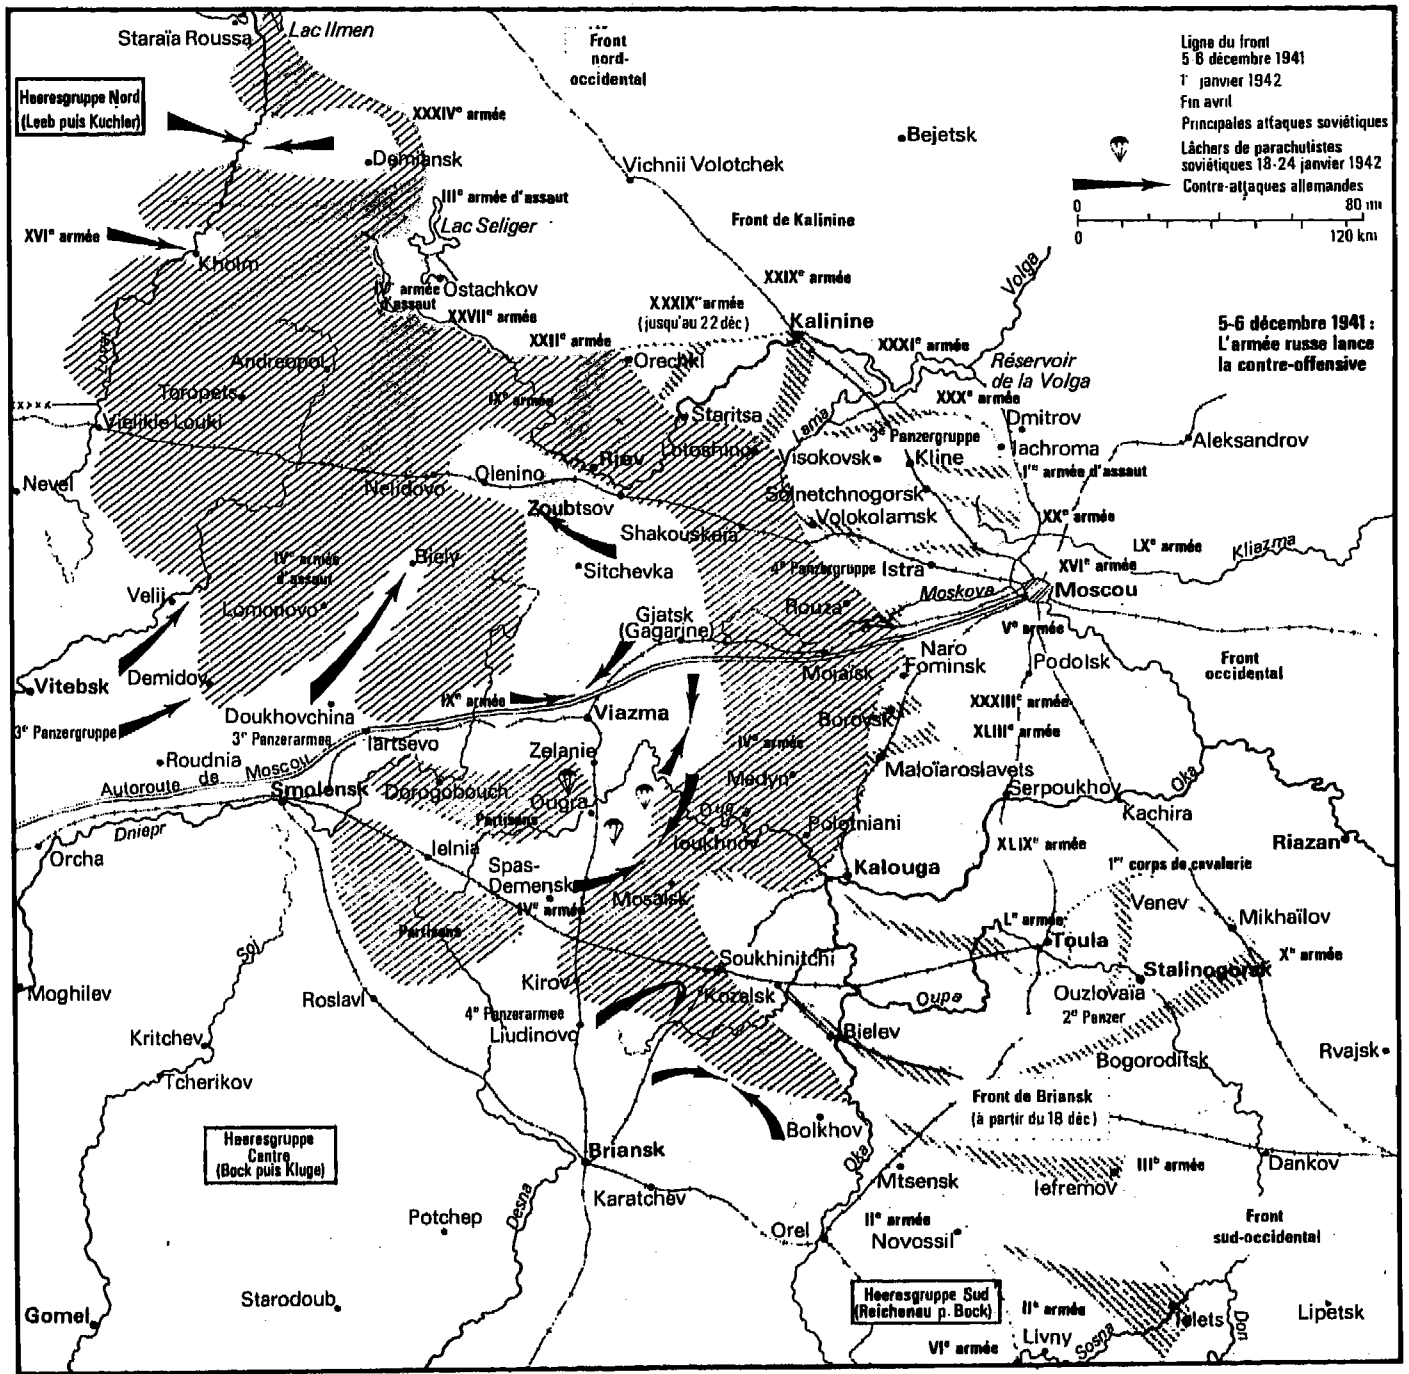 Staraïa Roussa
Lac Ilmen
Front
nord-
occidental
Ligne du front
5 8 décembre 1941
1 janvier 1942
Fin avril
Principales attaques soviétiques
Lâchers de parachutistes
soviétiques 18-24 janvier 1942
Contre-attaques allemandes
0
80 mi
0
120 km
Heeresgruppe Nord
(Leeb puis Kuchler)
XXXIVe armée
Demiansk
Bejetsk
Vichnii Volotchek
IIIe armée d'assaut
Lac Seliger
Front de Kalinine
XVIe armée
Kholm
XXIXe armée
Volga
IVe armée
d'assaut
Ostachkov
XXVIIe armée
XXXIXe armée
(jusqu'au 22 déc)
Kalinine
5-6 décembre 1941 :
L'armée russe lance
la contre-offensive
XXIIe armée
Orechki
XXXIe armée
Réservoir
de la Volga
Lovat
Andreopol
Toropets
IXe armée
Staritsa
XXXe armée
Dmitrov
Vielikie Louki
Lama
3e Panzergruppe
Iachroma
Aleksandrov
Lotoshino
Visokovsk
Kline
Rjev
Ire armée d'assaut
Nevel
Nelidovo
Olenino
Solnetchnogorsk
Zoubtsov
Volokolamsk
XXe armée
Shakouskaia
IVe armée
d'assaut
Biely
Sitchevka
4e Panzergruppe
Istra
LXe armée
XVIe armée
Kliazma
Velij
Lomonovo
Moskova
Moscou
Gjatsk
(Gagarine)
Rouza
Ve armée
Naro
Fominsk
Podolsk
Front
occidental
Vitebsk
Demidov
Mojaïsk
IXe armée
XXXIIIe armée
3e Panzergruppe
Doukhovchina
3e Panzerarmee
Iartsevo
Viazma
Borovsk
XLIIIe armée
Roudnia
Zelanie
IVe armée
Maloïaroslavets
Autoroute de Moscou
Smolensk
Dorogobouch
Medyn
Serpoukhov
Oka
Dniepr
Partisans
Ougra
Ougra
Kachira
Orcha
Ielnia
Ioukhnov
Polotniani
XLIXe armée
Riazan
Spas-
Demensk
Kalouga
1er corps de cavalerie
IVe armée
Mosalsk
Venev
Mikhaïlov
Partisans
Le armée
Toula
Xe armée
Soj
Soukhinitchi
Stalinogorsk
Moghilev
Roslavl
Kirov
Kozelsk
Oupa
Ouzlovaïa
2e Panzer
4e Panzerarmee
Liudinovo
Bielev
Kritchev
Bogoroditsk
Rvajsk
Tcherikov
Front de Briansk
(à partir du 18 déc)
Heeresgruppe
Centre
(Bock puis Kluge)
Bolkhov
Briansk
Oka
IIIe armée
Dankov
Karatchev
Mtsensk
Iefremov
Desna
Potchep
Orel
IIe armée
Novossil
Front
sud-occidental
Starodoub
Heeresgruppe Sud
(Reichenau p. Bock)
IIe armée
Gomel
Livny
Sosna
Ielets
Don
Lipetsk
VIe armée